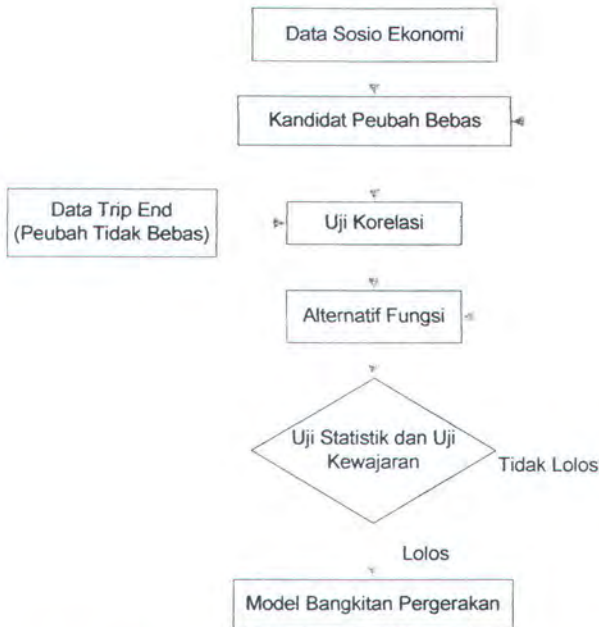 Data Sosio Ekonomi
Kandidat Peubah Bebas
Data Trip End
(Peubah Tidak Bebas)
Uji Korelasi
Alternatif Fungsi
Uji Statistik dan Uji
Kewajaran
Tidak Lolos
Lolos
Model Bangkitan Pergerakan